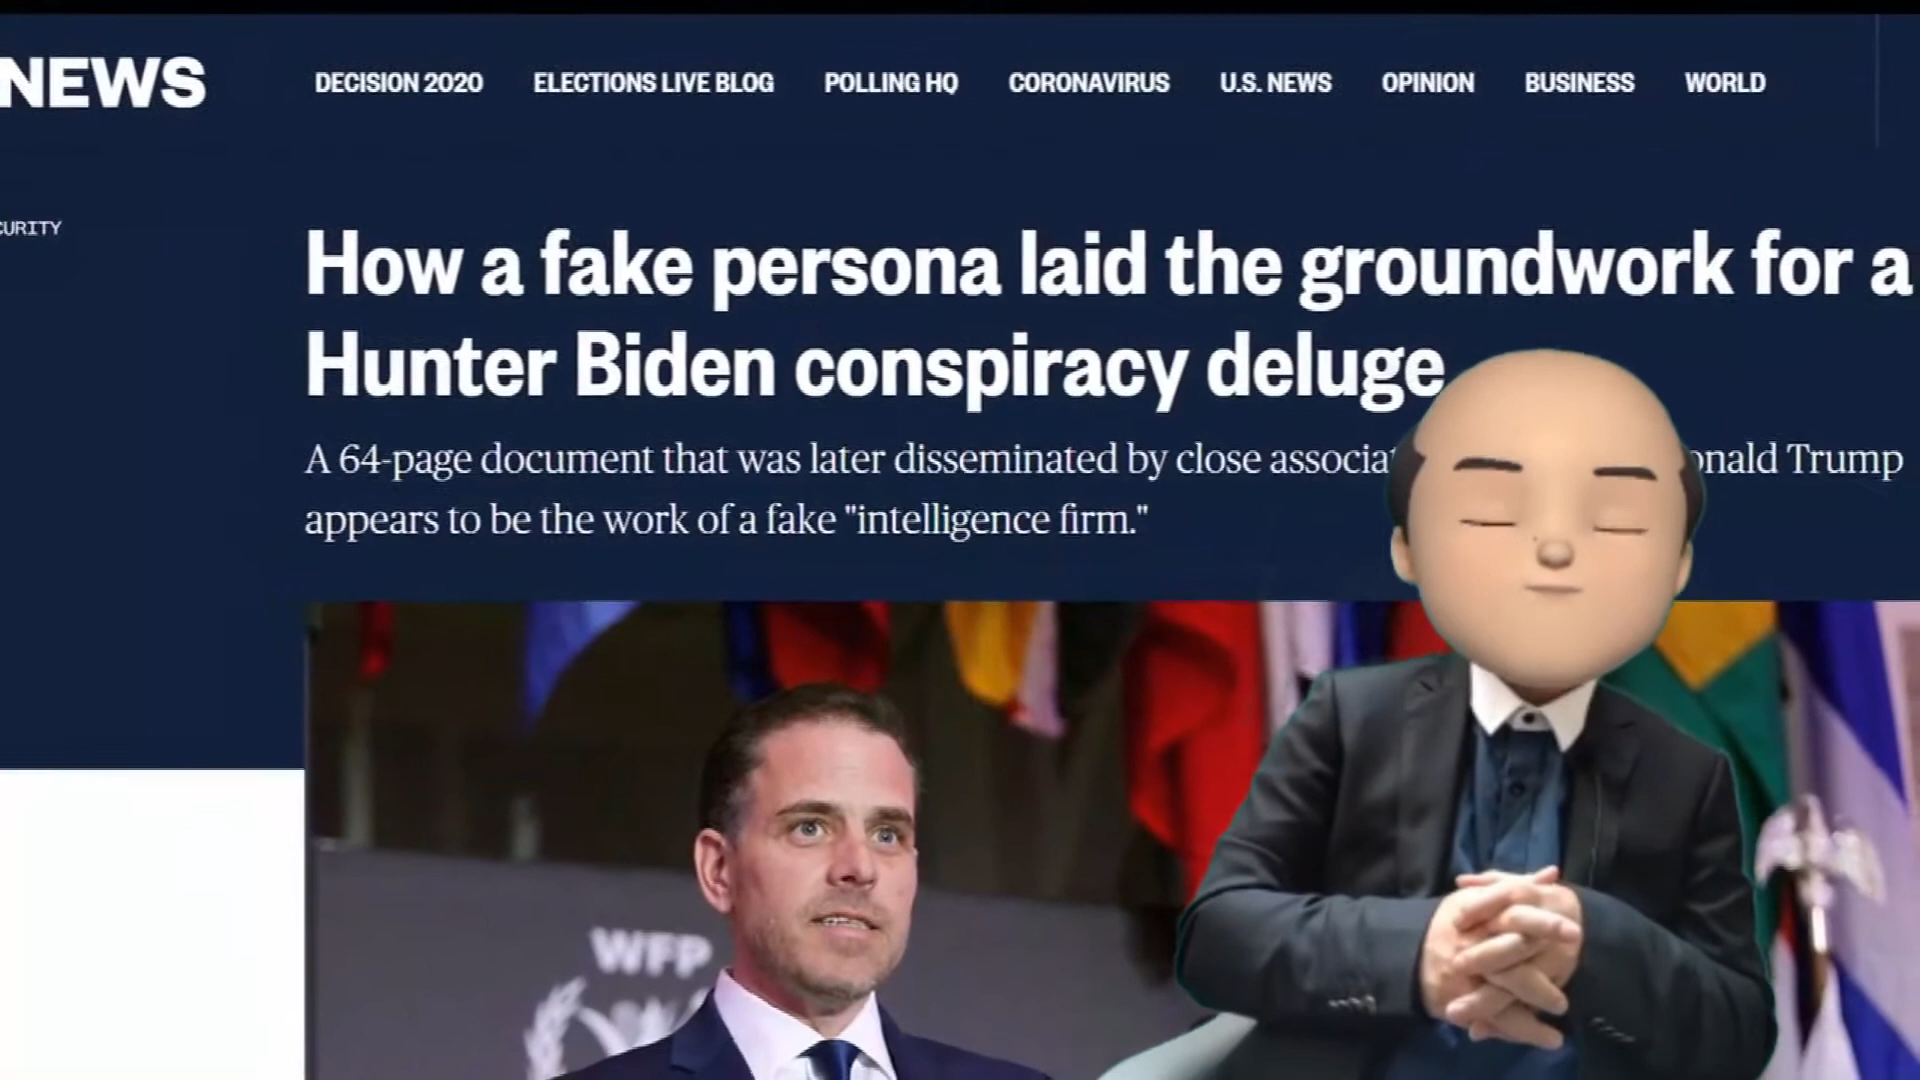 NEWS
DECISION 2020 ELECTIONS LIVE BLOG POLLING HQ CORONAVIRUS U.S. NEWS OPINION BUSINESS WORLD
CURITY
How a fake persona laid the groundwork for a
Hunter Biden conspiracy deluge
A 64-page document that was later disseminated by close associat onald Trump
appears to be the work of a fake "intelligence firm."
WFP